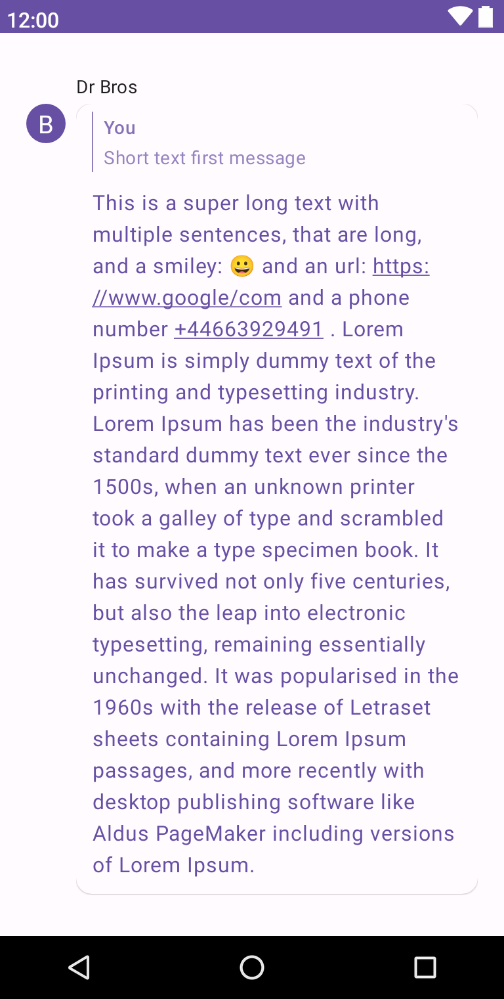 12:00
Dr Bros
B
You
Short text first message
This is a super long text with
multiple sentences, that are long,
and a smiley: 😀 and an url: https:
//www.google/com and a phone
number +44663929491 . Lorem
Ipsum is simply dummy text of the
printing and typesetting industry.
Lorem Ipsum has been the industry's
standard dummy text ever since the
1500s, when an unknown printer
took a galley of type and scrambled
it to make a type specimen book. It
has survived not only five centuries,
but also the leap into electronic
typesetting, remaining essentially
unchanged. It was popularised in the
1960s with the release of Letraset
sheets containing Lorem Ipsum
passages, and more recently with
desktop publishing software like
Aldus PageMaker including versions
of Lorem Ipsum.